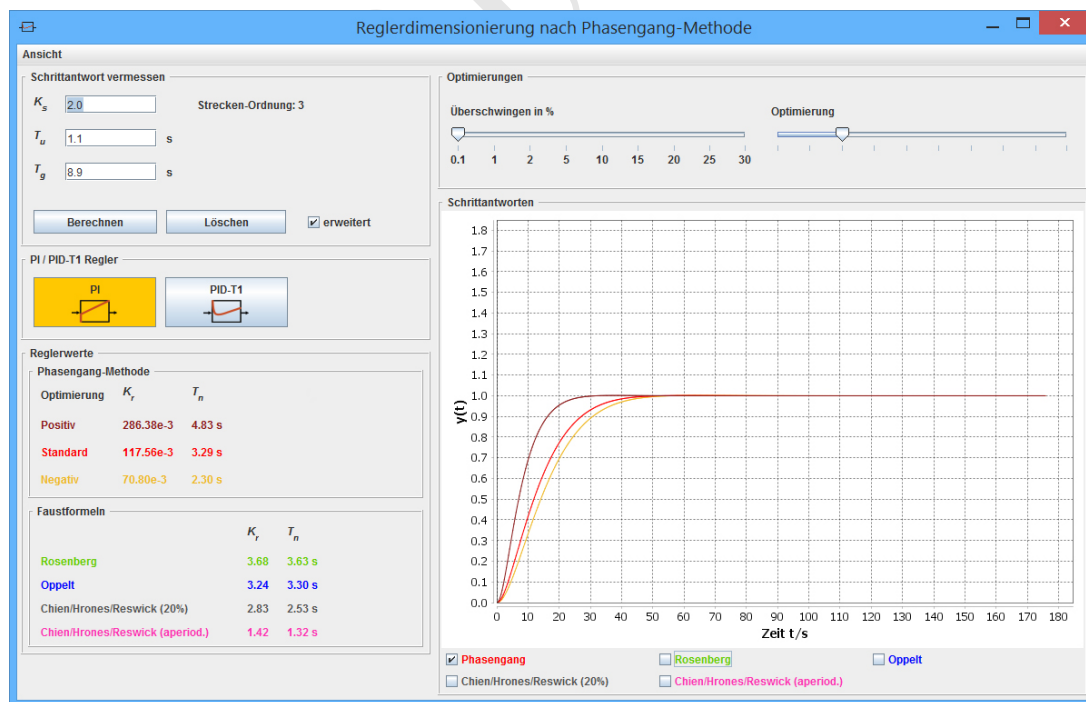 Reglerdimensionierung nach Phasengang-Methode
Ansicht
Schrittantwort vermessen
Ks 2.0 Strecken-Ordnung: 3
Tu 1.1 s
Tg 8.9 s
Berechnen Löschen erweitert
PI / PID-T1 Regler
PI PID-T1
Reglerwerte
Phasengang-Methode
Optimierung Kr Tn
Positiv 286.38e-3 4.83 s
Standard 117.56e-3 3.29 s
Negativ 70.80e-3 2.30 s
Faustformeln
Kr Tn
Rosenberg 3.68 3.63 s
Oppelt 3.24 3.30 s
Chien/Hrones/Reswick (20%) 2.83 2.53 s
Chien/Hrones/Reswick (aperiod.) 1.42 1.32 s
Optimierungen
Überschwingen in % Optimierung
0.1 1 2 5 10 15 20 25 30
Schrittantworten
1.8
1.7
1.6
1.5
1.4
1.3
1.2
1.1
1.0
0.9
0.8
0.7
0.6
0.5
0.4
0.3
0.2
0.1
0.0
y(t)
0 10 20 30 40 50 60 70 80 90 100 110 120 130 140 150 160 170 180
Zeit t/s
Phasengang Rosenberg Oppelt
Chien/Hrones/Reswick (20%) Chien/Hrones/Reswick (aperiod.)